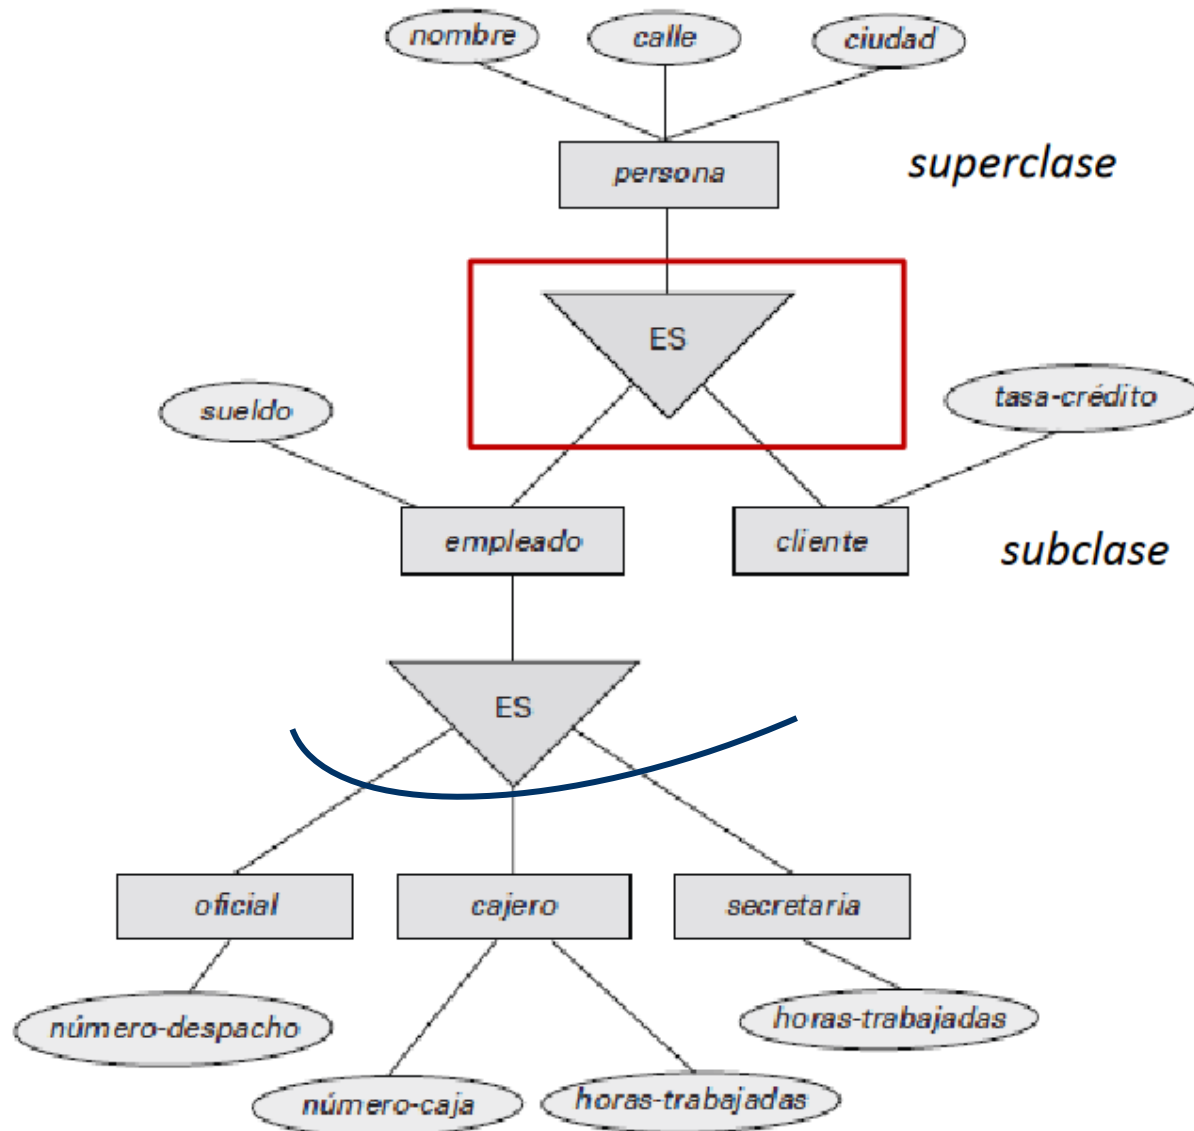 nombre
calle
ciudad
persona
superclase
ES
sueldo
tasa-crédito
empleado
cliente
subclase
ES
oficial
cajero
secretaria
número-despacho
horas-trabajadas
número-caja
horas-trabajadas